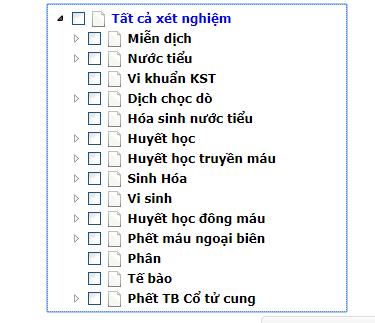 Tất cả xét nghiệm
Miễn dịch
Nước tiểu
Vi khuẩn KST
Dịch chọc dò
Hóa sinh nước tiểu
Huyết học
Huyết học truyền máu
Sinh Hóa
Vi sinh
Huyết học đông máu
Phết máu ngoại biên
Phân
Tế bào
Phết TB Cổ tử cung